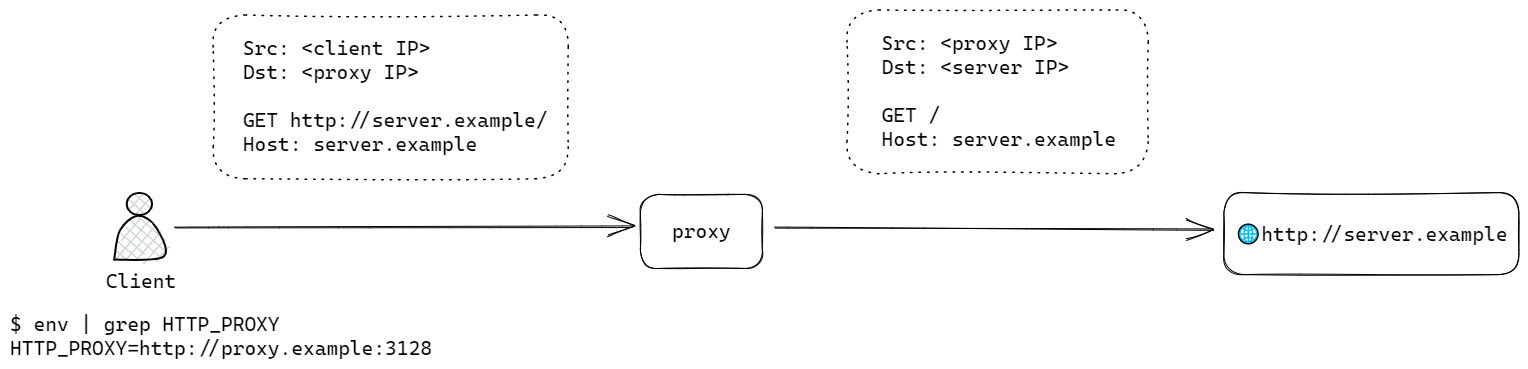 Src: <client IP>
Dst: <proxy IP>
GET http://server.example/
Host: server.example
Src: <proxy IP>
Dst: <server IP>
GET /
Host: server.example
Client
proxy
http://server.example
$ env | grep HTTP_PROXY
HTTP_PROXY=http://proxy.example:3128